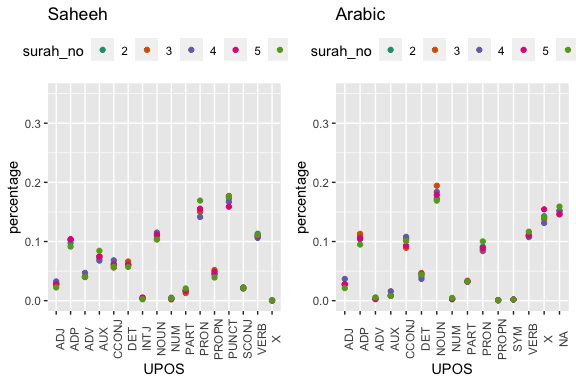 Saheeh
surah_no 2 3 4 5
percentage
0.3
0.2
0.1
0.0
ADJ ADP ADV AUX CCONJ DET INTJ NOUN NUM PART PRON PROPN PUNCT SCONJ VERB X
UPOS
Arabic
surah_no 2 3 4 5
percentage
0.3
0.2
0.1
0.0
ADJ ADP ADV AUX CCONJ DET NOUN NUM PART PRON PROPN SYM VERB X NA
UPOS